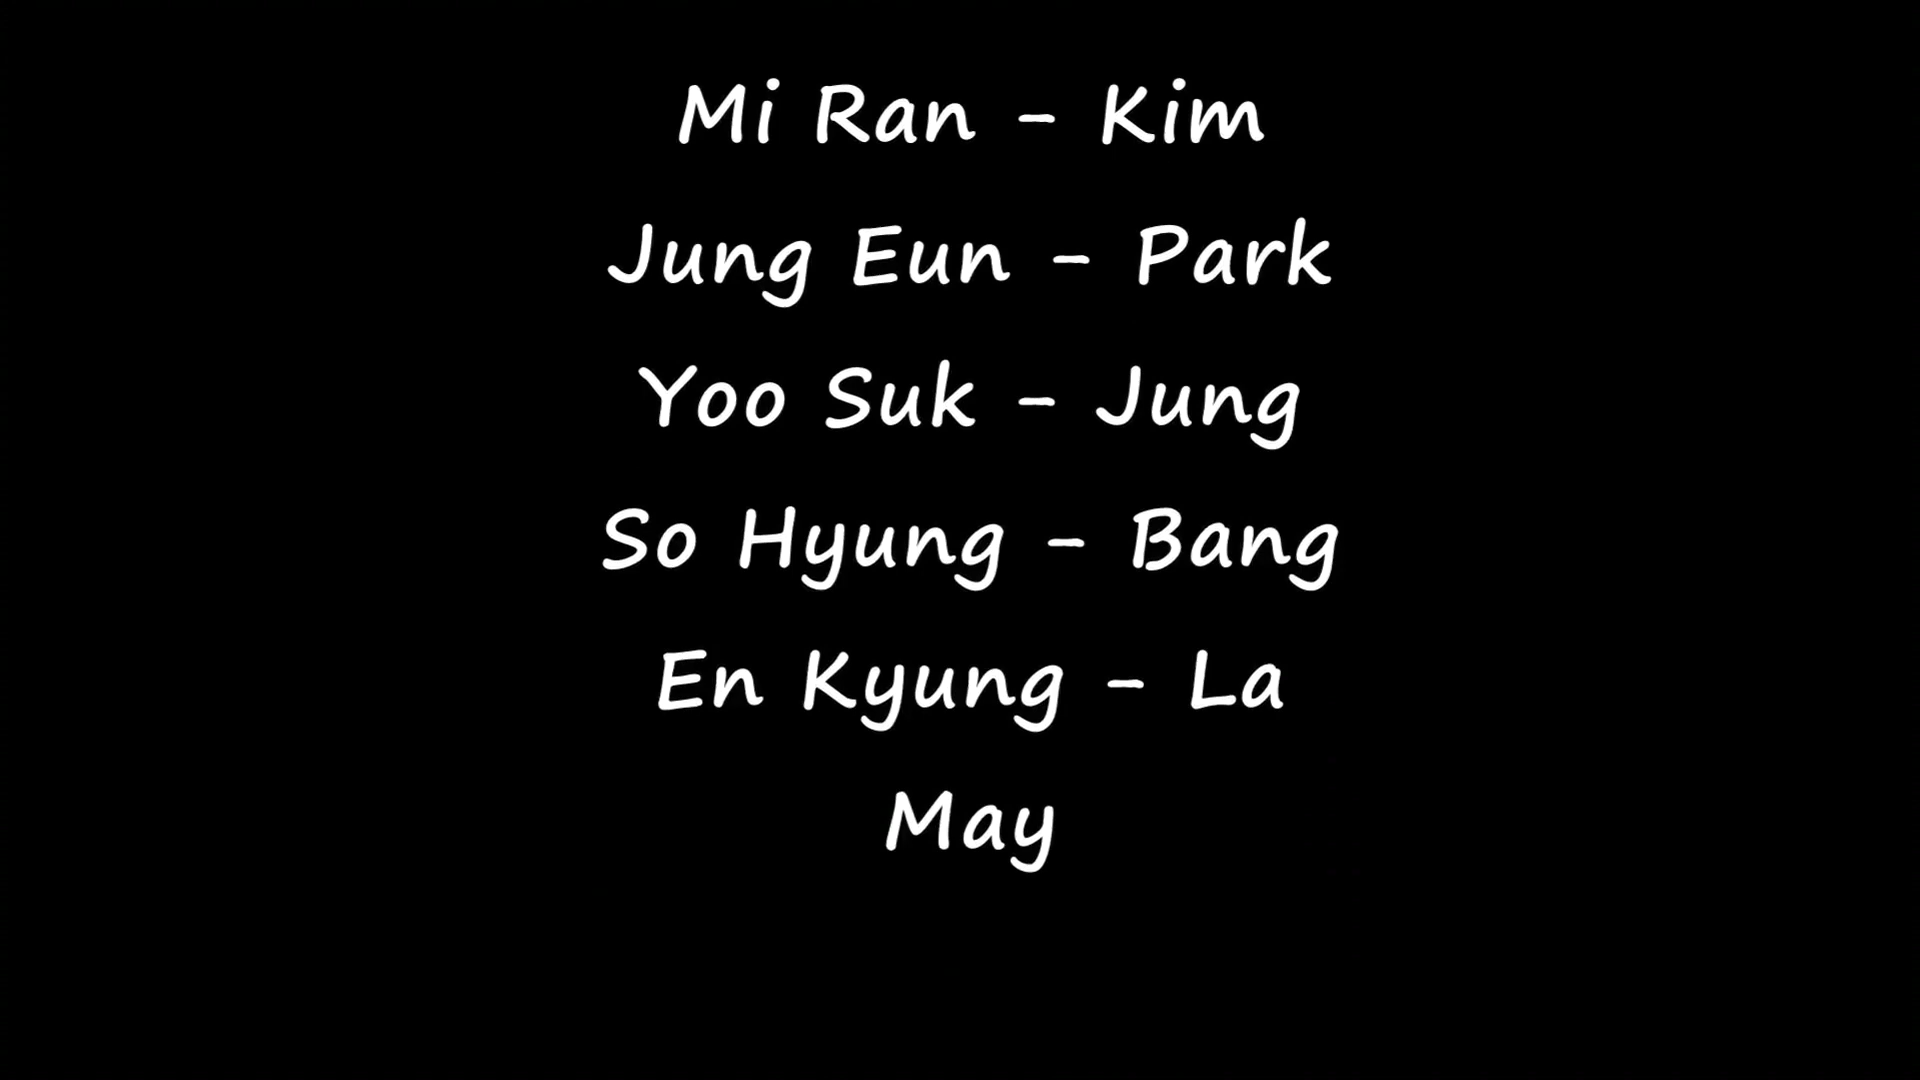 Mi Ran - Kim
Jung Eun - Park
Yoo Suk - Jung
So Hyung - Bang
En Kyung - La
May